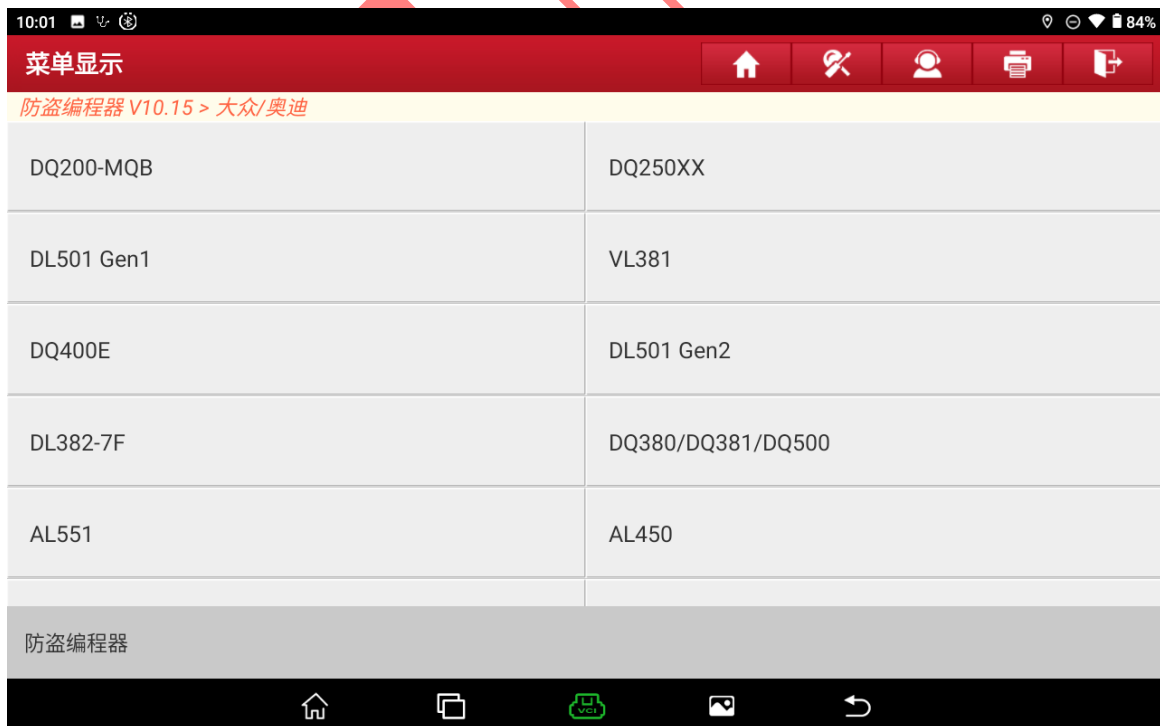 10:01 84%
菜单显示
防盗编程器 V10.15 > 大众/奥迪
DQ200-MQB DQ250XX
DL501 Gen1 VL381
DQ400E DL501 Gen2
DL382-7F DQ380/DQ381/DQ500
AL551 AL450
防盗编程器
VCI